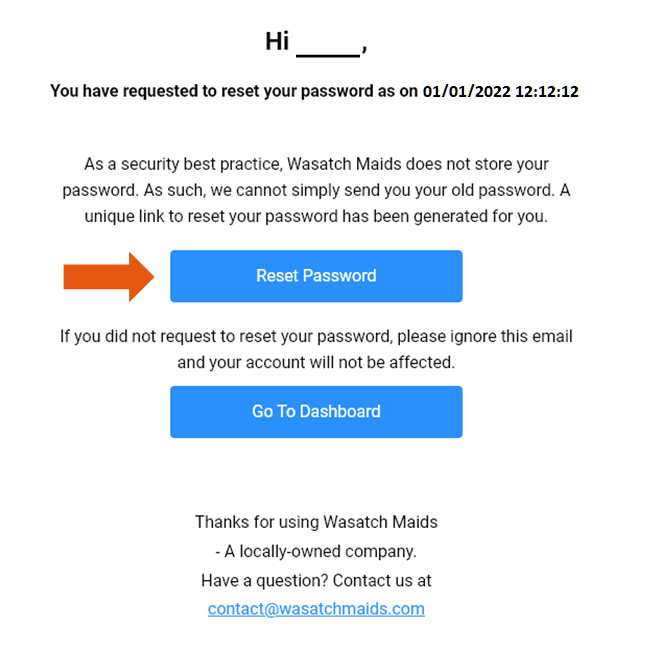 Hi _____,
You have requested to reset your password as on 01/01/2022 12:12:12
As a security best practice, Wasatch Maids does not store your
password. As such, we cannot simply send you your old password. A
unique link to reset your password has been generated for you.
Reset Password
If you did not request to reset your password, please ignore this email
and your account will not be affected.
Go To Dashboard
Thanks for using Wasatch Maids
- A locally-owned company.
Have a question? Contact us at
contact@wasatchmaids.com